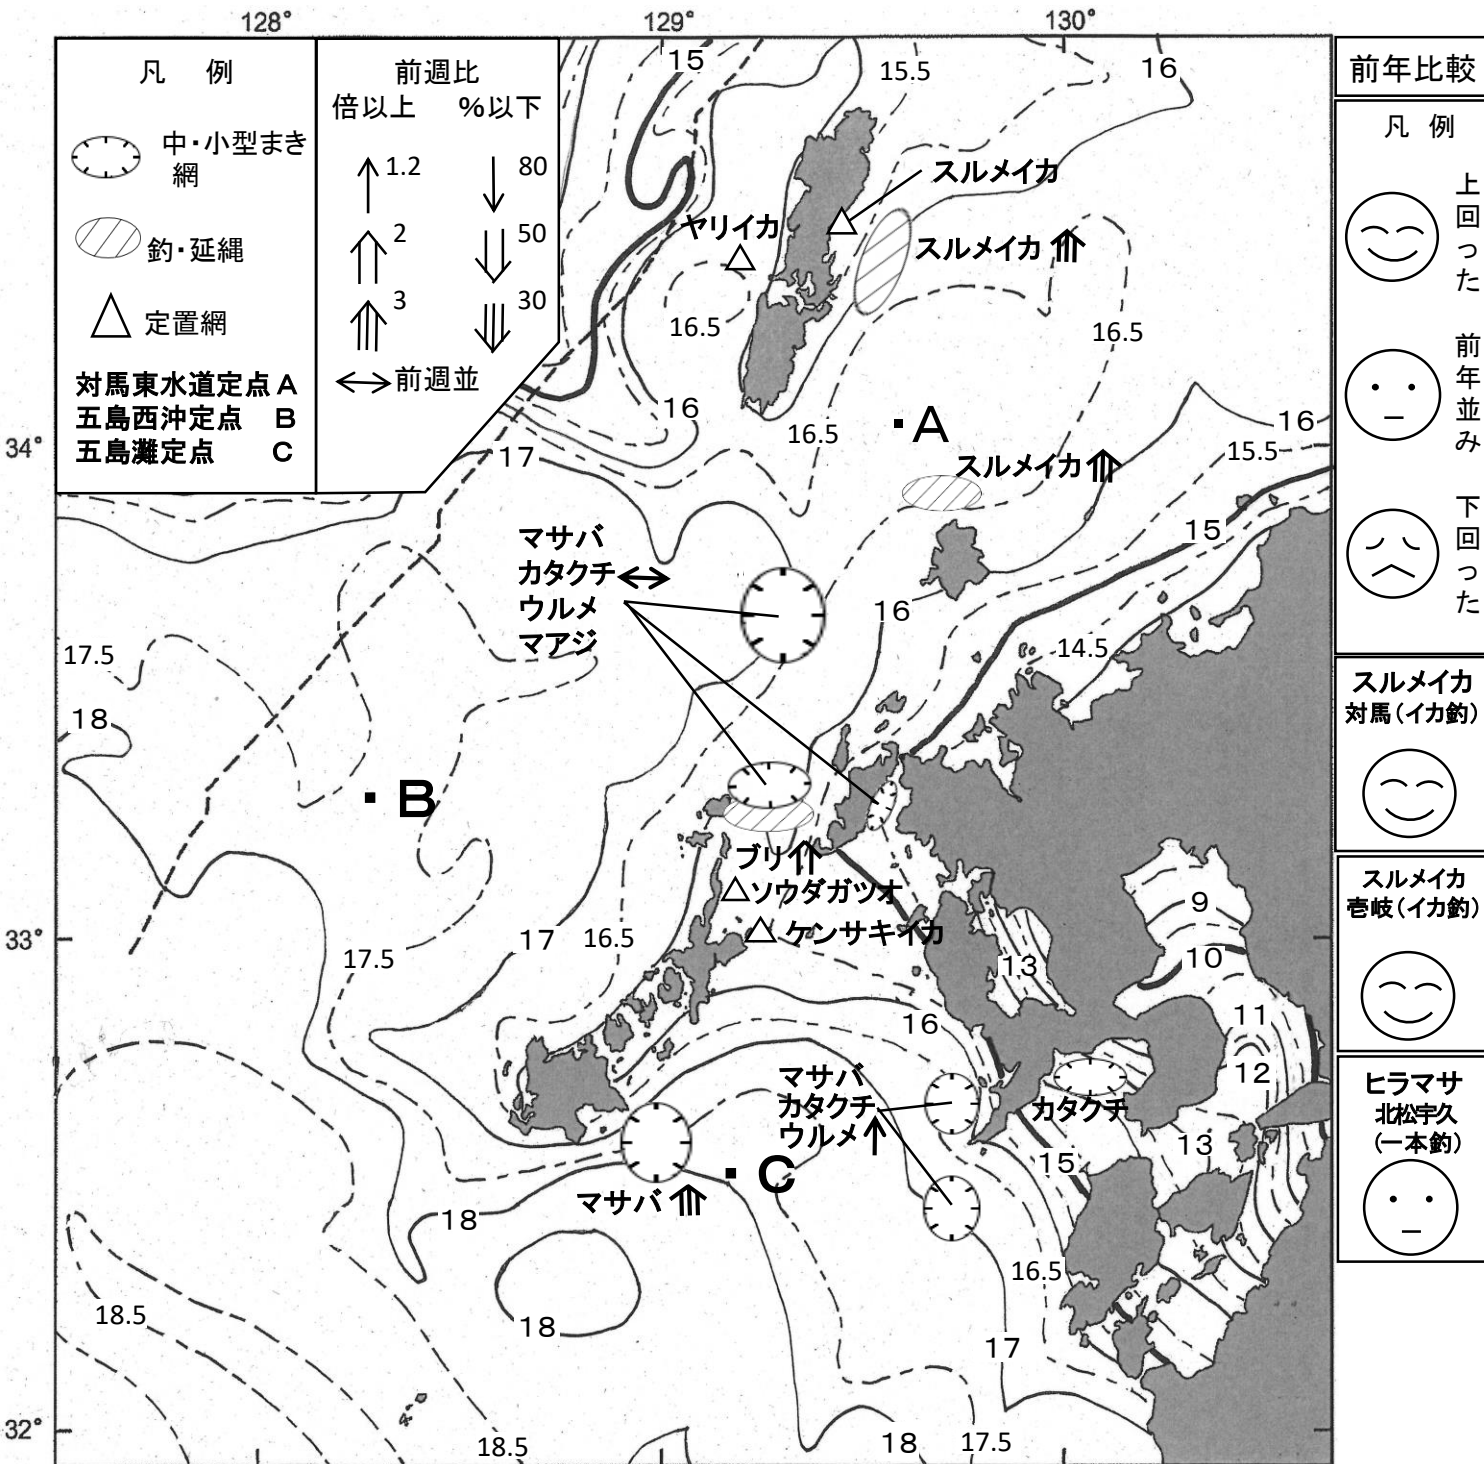 128°
129°
130°
34°
33°
32°
凡 例
中・小型まき
網
釣・延縄
定置網
対馬東水道定点 A
五島西沖定点 B
五島灘定点 C
前週比
倍以上 %以下
1.2 80
2 50
3 30
前週並
前年比較
凡 例
上回った
前年並み
下回った
スルメイカ
対馬(イカ釣)
スルメイカ
壱岐(イカ釣)
ヒラマサ
北松宇久
(一本釣)
15
15.5
16
スルメイカ
ヤリイカ
スルメイカ
16.5
16.5
16
16.5
A
16
15.5
17
スルメイカ
15
マサバ
カタクチ
ウルメ
マアジ
16
14.5
17.5
18
B
ブリ
ソウダガツオ
ケンサキイカ
9
10
11
12
13
17
16.5
17.5
16
マサバ
カタクチ
ウルメ
カタクチ
13
15
C
マサバ
18
16.5
18.5
18
17
18.5
18
17.5